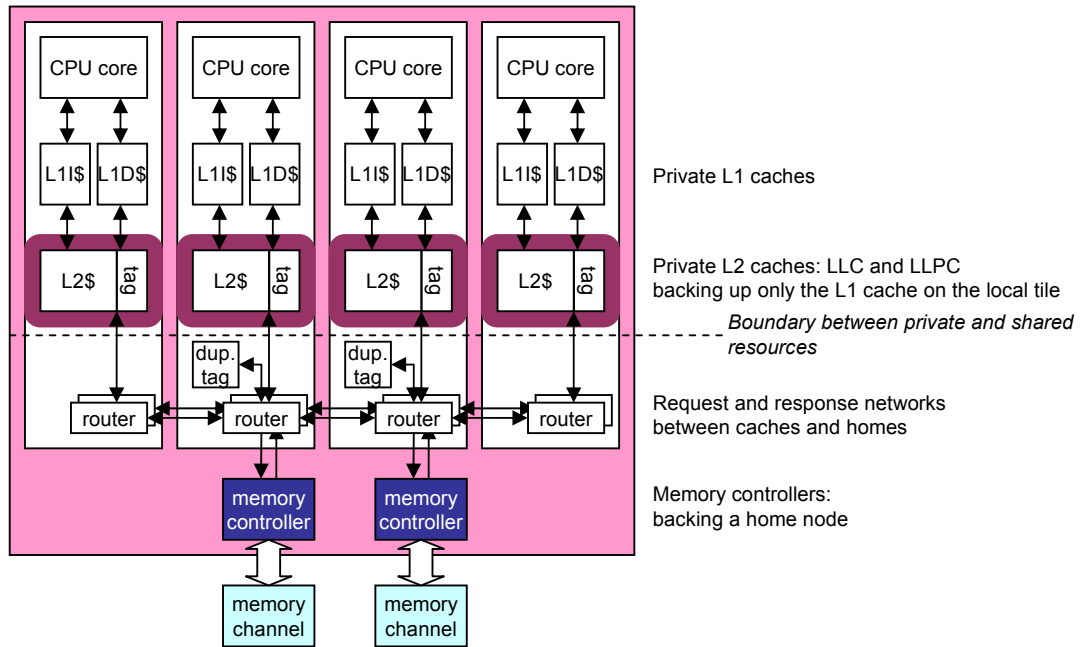 CPU core
CPU core
CPU core
CPU core
L1I$
L1D$
L1I$
L1D$
L1I$
L1D$
L1I$
L1D$
Private L1 caches
L2$
tag
L2$
tag
L2$
tag
L2$
tag
Private L2 caches: LLC and LLPC
backing up only the L1 cache on the local tile
Boundary between private and shared
resources
dup.
tag
dup.
tag
router
router
router
router
Request and response networks
between caches and homes
memory
controller
memory
controller
Memory controllers:
backing a home node
memory
channel
memory
channel